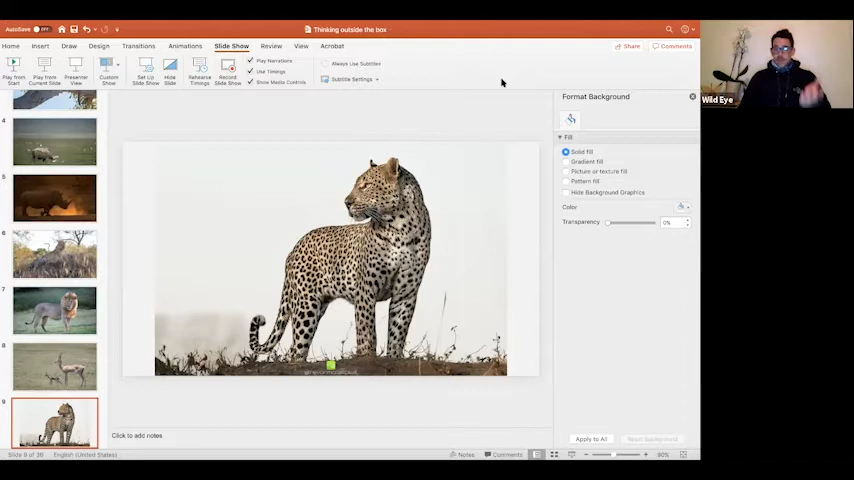 AutoSave OFF
Thinking outside the box
Home Insert Draw Design Transitions Animations Slide Show Review View Acrobat
Share Comments
Play from Start
Play from Current Slide
Presenter View
Custom Show
Set Up Slide Show
Hide Slide
Rehearse Timings
Record Slide Show
Play Narrations
Use Timings
Show Media Controls
Always Use Subtitles
Subtitle Settings
Wild Eye
Format Background
Fill
Solid fill
Gradient fill
Picture or texture fill
Pattern fill
Hide Background Graphics
Color
Transparency 0%
4
5
6
7
8
9
Click to add notes
Apply to All Reset Background
Slide 9 of 36 English (United States) Notes Comments 90%